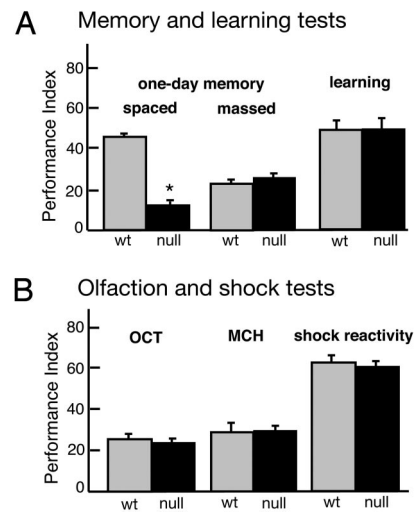 A Memory and learning tests
one-day memory
spaced massed learning
Performance Index
80
60
40
20
0
*
wt null wt null wt null
B Olfaction and shock tests
OCT MCH shock reactivity
Performance Index
80
60
40
20
0
wt null wt null wt null